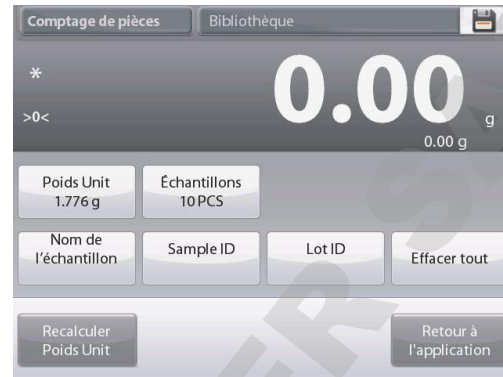 Comptage de pièces Bibliothèque
*
0.00 g
>0<
0.00 g
Poids Unit
1.776 g
Échantillons
10 PCS
Nom de
l'échantillon
Sample ID
Lot ID
Effacer tout
Recalculer
Poids Unit
Retour à
l'application